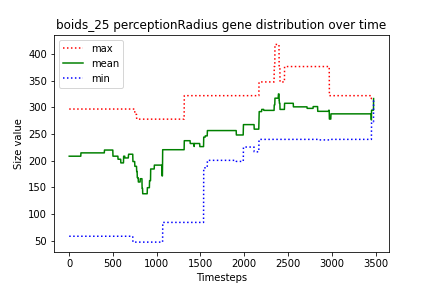 boids_25 perceptionRadius gene distribution over time
max
mean
min
Size value
400
350
300
250
200
150
100
50
0
500
1000
1500
2000
2500
3000
3500
Timesteps